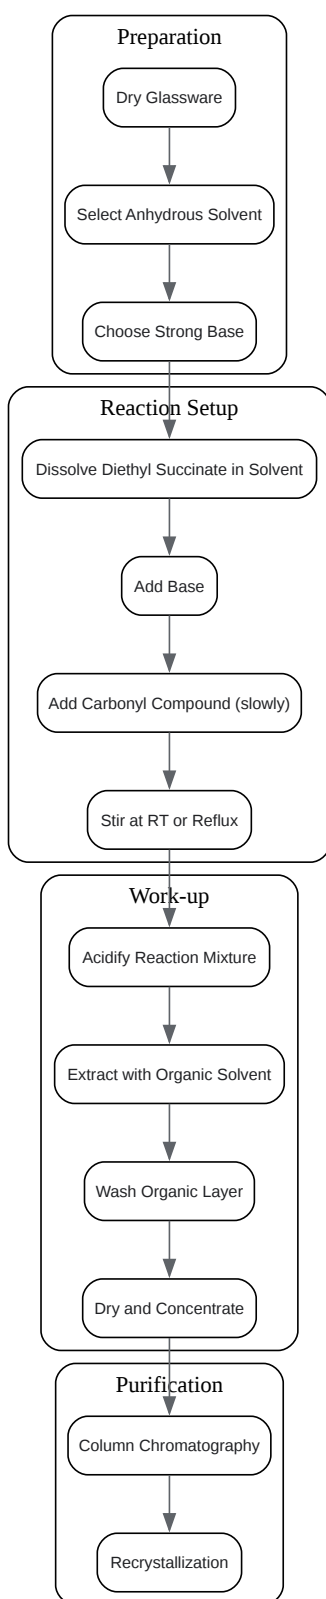 Preparation
Dry Glassware
Select Anhydrous Solvent
Choose Strong Base
Reaction Setup
Dissolve Diethyl Succinate in Solvent
Add Base
Add Carbonyl Compound (slowly)
Stir at RT or Reflux
Work-up
Acidify Reaction Mixture
Extract with Organic Solvent
Wash Organic Layer
Dry and Concentrate
Purification
Column Chromatography
Recrystallization